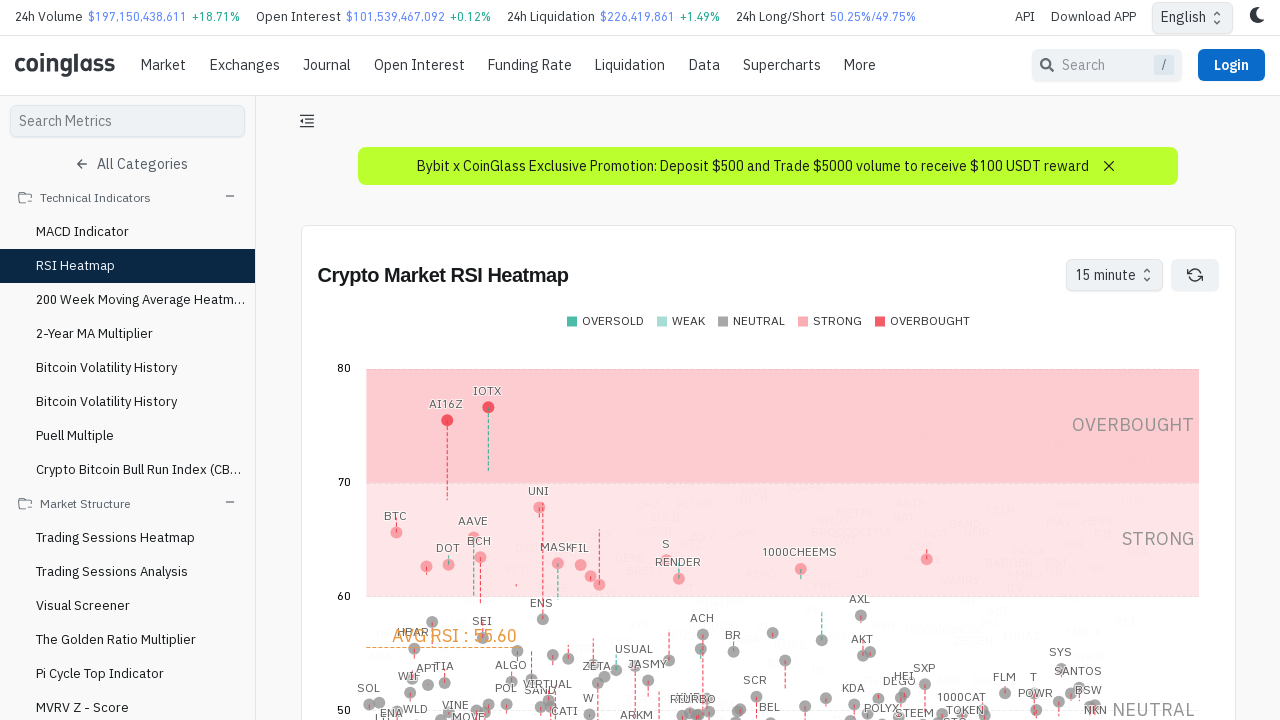 24h Volume $197,150,438,611 +18.71% Open Interest $101,539,467,092 +0.12% 24h Liquidation $226,419,861 +1.49% 24h Long/Short 50.25%/49.75% API Download APP English
coinglass Market Exchanges Journal Open Interest Funding Rate Liquidation Data Supercharts More Search / Login
Search Metrics
All Categories
Technical Indicators
MACD Indicator
RSI Heatmap
200 Week Moving Average Heatm...
2-Year MA Multiplier
Bitcoin Volatility History
Bitcoin Volatility History
Puell Multiple
Crypto Bitcoin Bull Run Index (CB...
Market Structure
Trading Sessions Heatmap
Trading Sessions Analysis
Visual Screener
The Golden Ratio Multiplier
Pi Cycle Top Indicator
MVRV Z - Score
Bybit x CoinGlass Exclusive Promotion: Deposit $500 and Trade $5000 volume to receive $100 USDT reward
Crypto Market RSI Heatmap
15 minute
OVERSOLD WEAK NEUTRAL STRONG OVERBOUGHT
80
IOTX
AI16Z
OVERBOUGHT
70
UNI
BTC
AAVE
STRONG
BCH
DOT
MASK
FIL
S
1000CHEEMS
RENDER
60
ENS
AXL
SEI
ACH
HBAR
AVG RSI : 55.60
BR
AKT
USUAL
SYS
ALGO
ZETA
JASMY
APT
TIA
WIF
SXP
SANTOS
HEI
FLM
T
SCR
DEGO
SOL
POL
VIRTUAL
SAND
KDA
POWR
BSW
1000CAT
W
TURBO
VINE
BEL
POLYX
50
WLD
CATI
ARKM
STEEM
TOKEN
NKN
NEUTRAL
MOVE